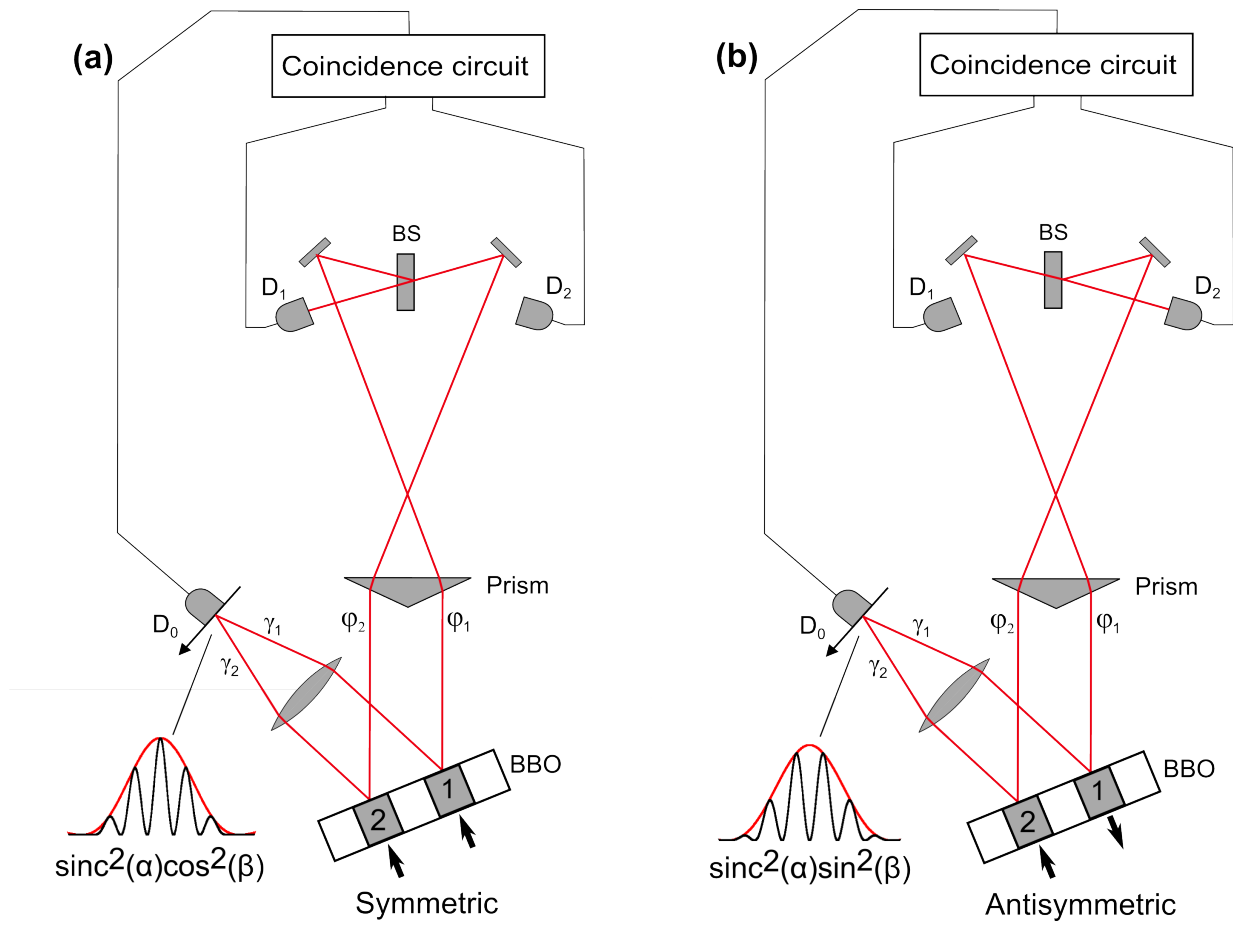 (a)
Coincidence circuit
BS
D1
D2
Prism
D0
γ1
γ2
φ2
φ1
BBO
1
2
sinc²(α)cos²(β)
Symmetric
(b)
Coincidence circuit
BS
D1
D2
Prism
D0
γ1
γ2
φ2
φ1
BBO
1
2
sinc²(α)sin²(β)
Antisymmetric